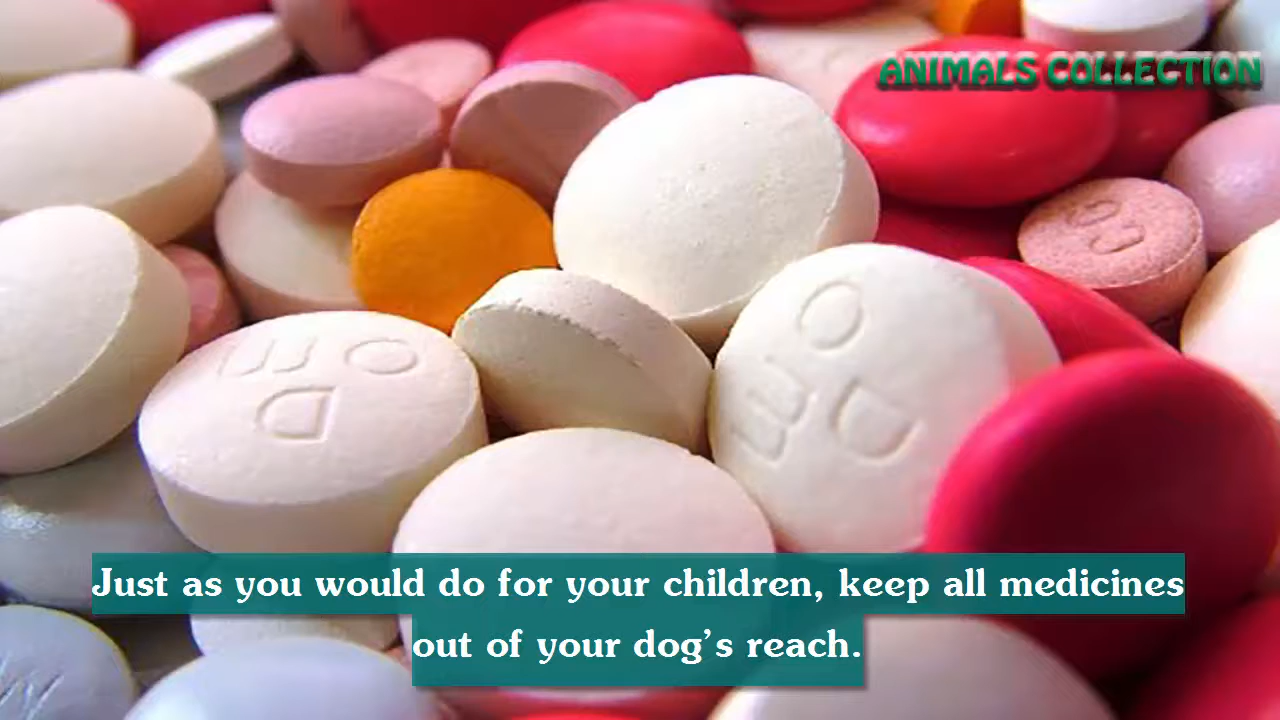 ANIMALS COLLECTION
Just as you would do for your children, keep all medicines
out of your dog's reach.